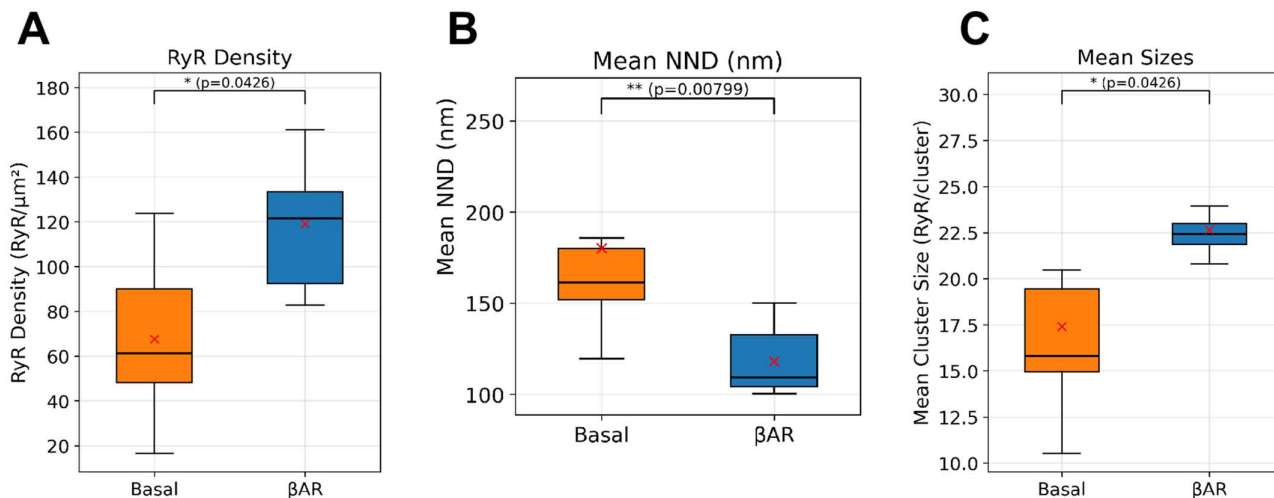 A
RyR Density
* (p=0.0426)
RyR Density (RyR/μm²)
180
160
140
120
100
80
60
40
20
Basal
βAR
B
Mean NND (nm)
** (p=0.00799)
Mean NND (nm)
250
200
150
100
Basal
βAR
C
Mean Sizes
* (p=0.0426)
Mean Cluster Size (RyR/cluster)
30.0
27.5
25.0
22.5
20.0
17.5
15.0
12.5
10.0
Basal
βAR